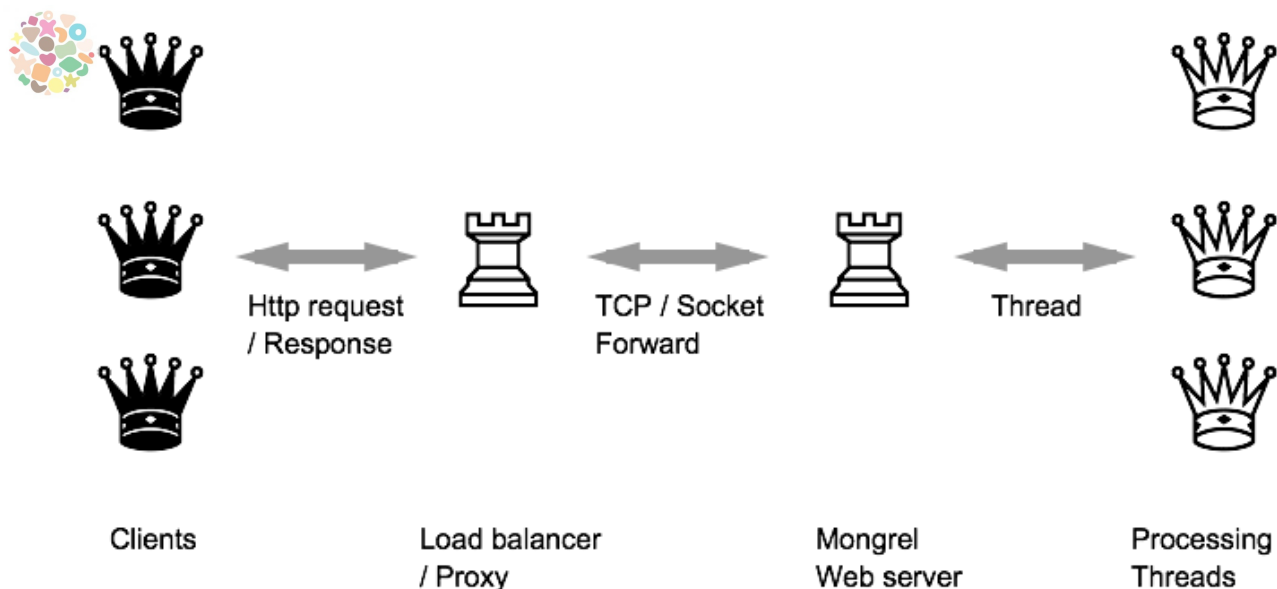 Http request
/ Response
TCP / Socket
Forward
Thread
Clients
Load balancer
/ Proxy
Mongrel
Web server
Processing
Threads